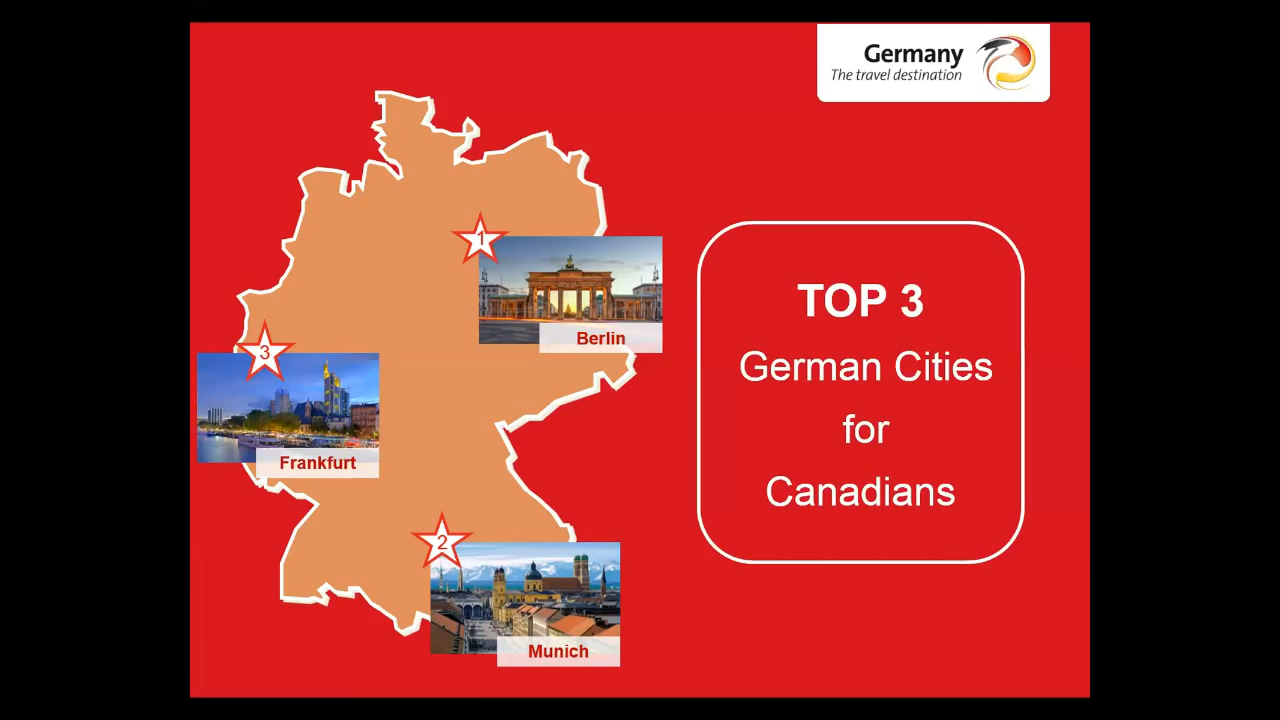 Germany
The travel destination
1
Berlin
3
Frankfurt
2
Munich
TOP 3
German Cities
for
Canadians